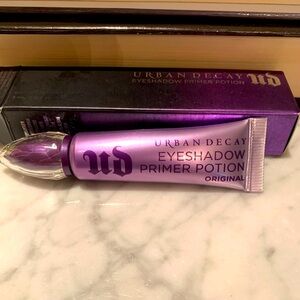 URBAN DECAY
EYESHADOW PRIMER POTION
UD
UD
URBAN DECAY
EYESHADOW
PRIMER POTION
ORIGINAL